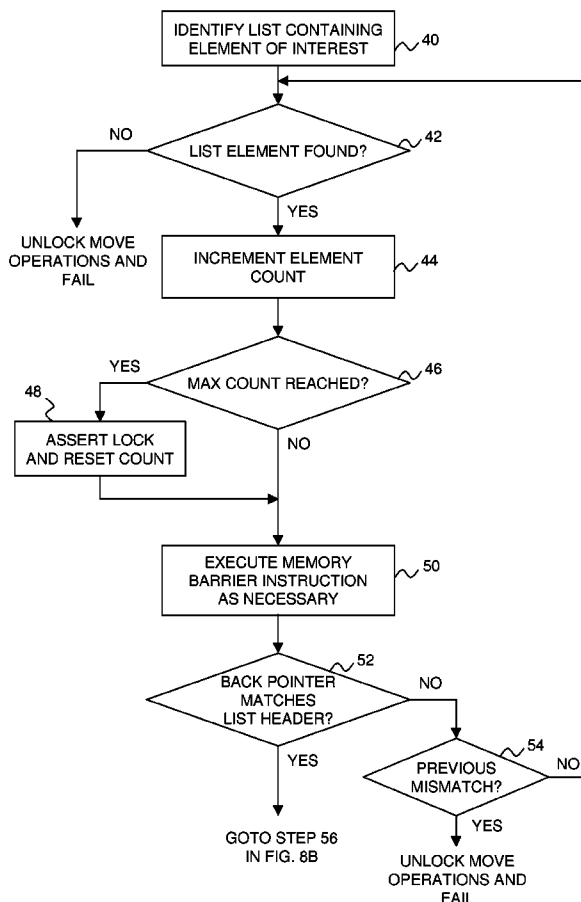 IDENTIFY LIST CONTAINING
ELEMENT OF INTEREST
40
NO
LIST ELEMENT FOUND?
42
YES
UNLOCK MOVE
OPERATIONS AND
FAIL
INCREMENT ELEMENT
COUNT
44
YES
MAX COUNT REACHED?
46
48
ASSERT LOCK
AND RESET COUNT
NO
EXECUTE MEMORY
BARRIER INSTRUCTION
AS NECESSARY
50
BACK POINTER
MATCHES
LIST HEADER?
52
NO
YES
54
PREVIOUS
MISMATCH?
NO
YES
GOTO STEP 56
IN FIG. 8B
UNLOCK MOVE
OPERATIONS AND
FAIL